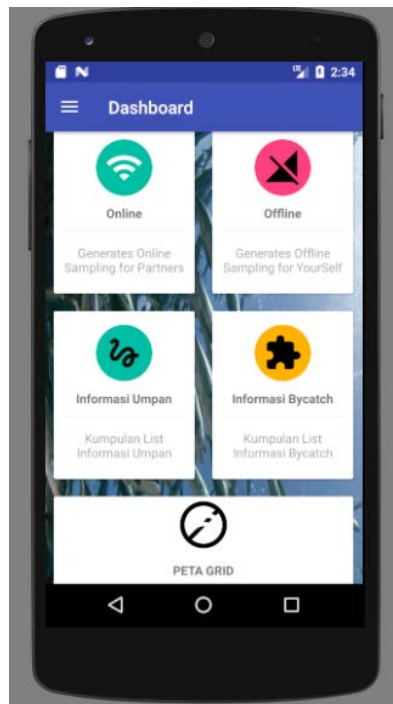 2:34
Dashboard
Online
Offline
Generates Online
Sampling for Partners
Generates Offline
Sampling for YourSelf
Informasi Umpan
Informasi Bycatch
Kumpulan List
Informasi Umpan
Kumpulan List
Informasi Bycatch
PETA GRID